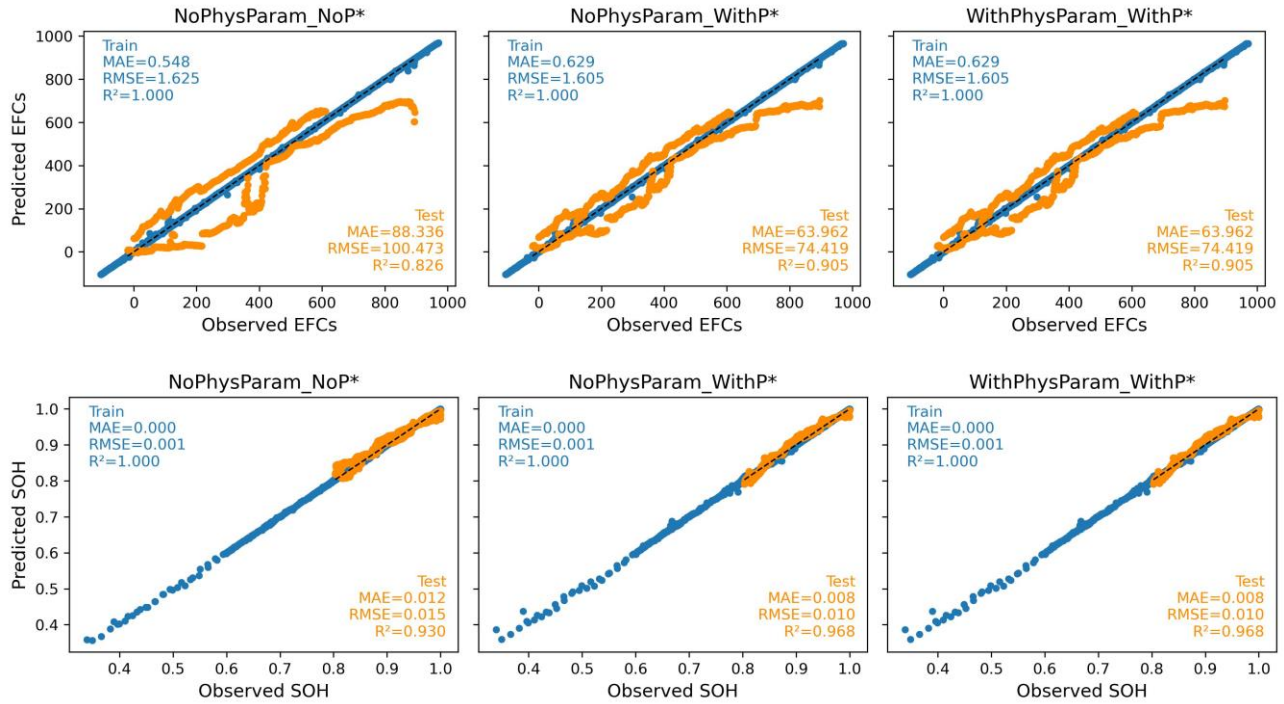 NoPhysParam_NoP*
NoPhysParam_WithP*
WithPhysParam_WithP*
Predicted EFCs
1000
800
600
400
200
0
Train
MAE=0.548
RMSE=1.625
R²=1.000
Test
MAE=88.336
RMSE=100.473
R²=0.826
0 200 400 600 800 1000
Observed EFCs
Train
MAE=0.629
RMSE=1.605
R²=1.000
Test
MAE=63.962
RMSE=74.419
R²=0.905
0 200 400 600 800 1000
Observed EFCs
Train
MAE=0.629
RMSE=1.605
R²=1.000
Test
MAE=63.962
RMSE=74.419
R²=0.905
0 200 400 600 800 1000
Observed EFCs
NoPhysParam_NoP*
NoPhysParam_WithP*
WithPhysParam_WithP*
Predicted SOH
1.0
0.9
0.8
0.7
0.6
0.5
0.4
Train
MAE=0.000
RMSE=0.001
R²=1.000
Test
MAE=0.012
RMSE=0.015
R²=0.930
0.4 0.5 0.6 0.7 0.8 0.9 1.0
Observed SOH
Train
MAE=0.000
RMSE=0.001
R²=1.000
Test
MAE=0.008
RMSE=0.010
R²=0.968
0.4 0.5 0.6 0.7 0.8 0.9 1.0
Observed SOH
Train
MAE=0.000
RMSE=0.001
R²=1.000
Test
MAE=0.008
RMSE=0.010
R²=0.968
0.4 0.5 0.6 0.7 0.8 0.9 1.0
Observed SOH